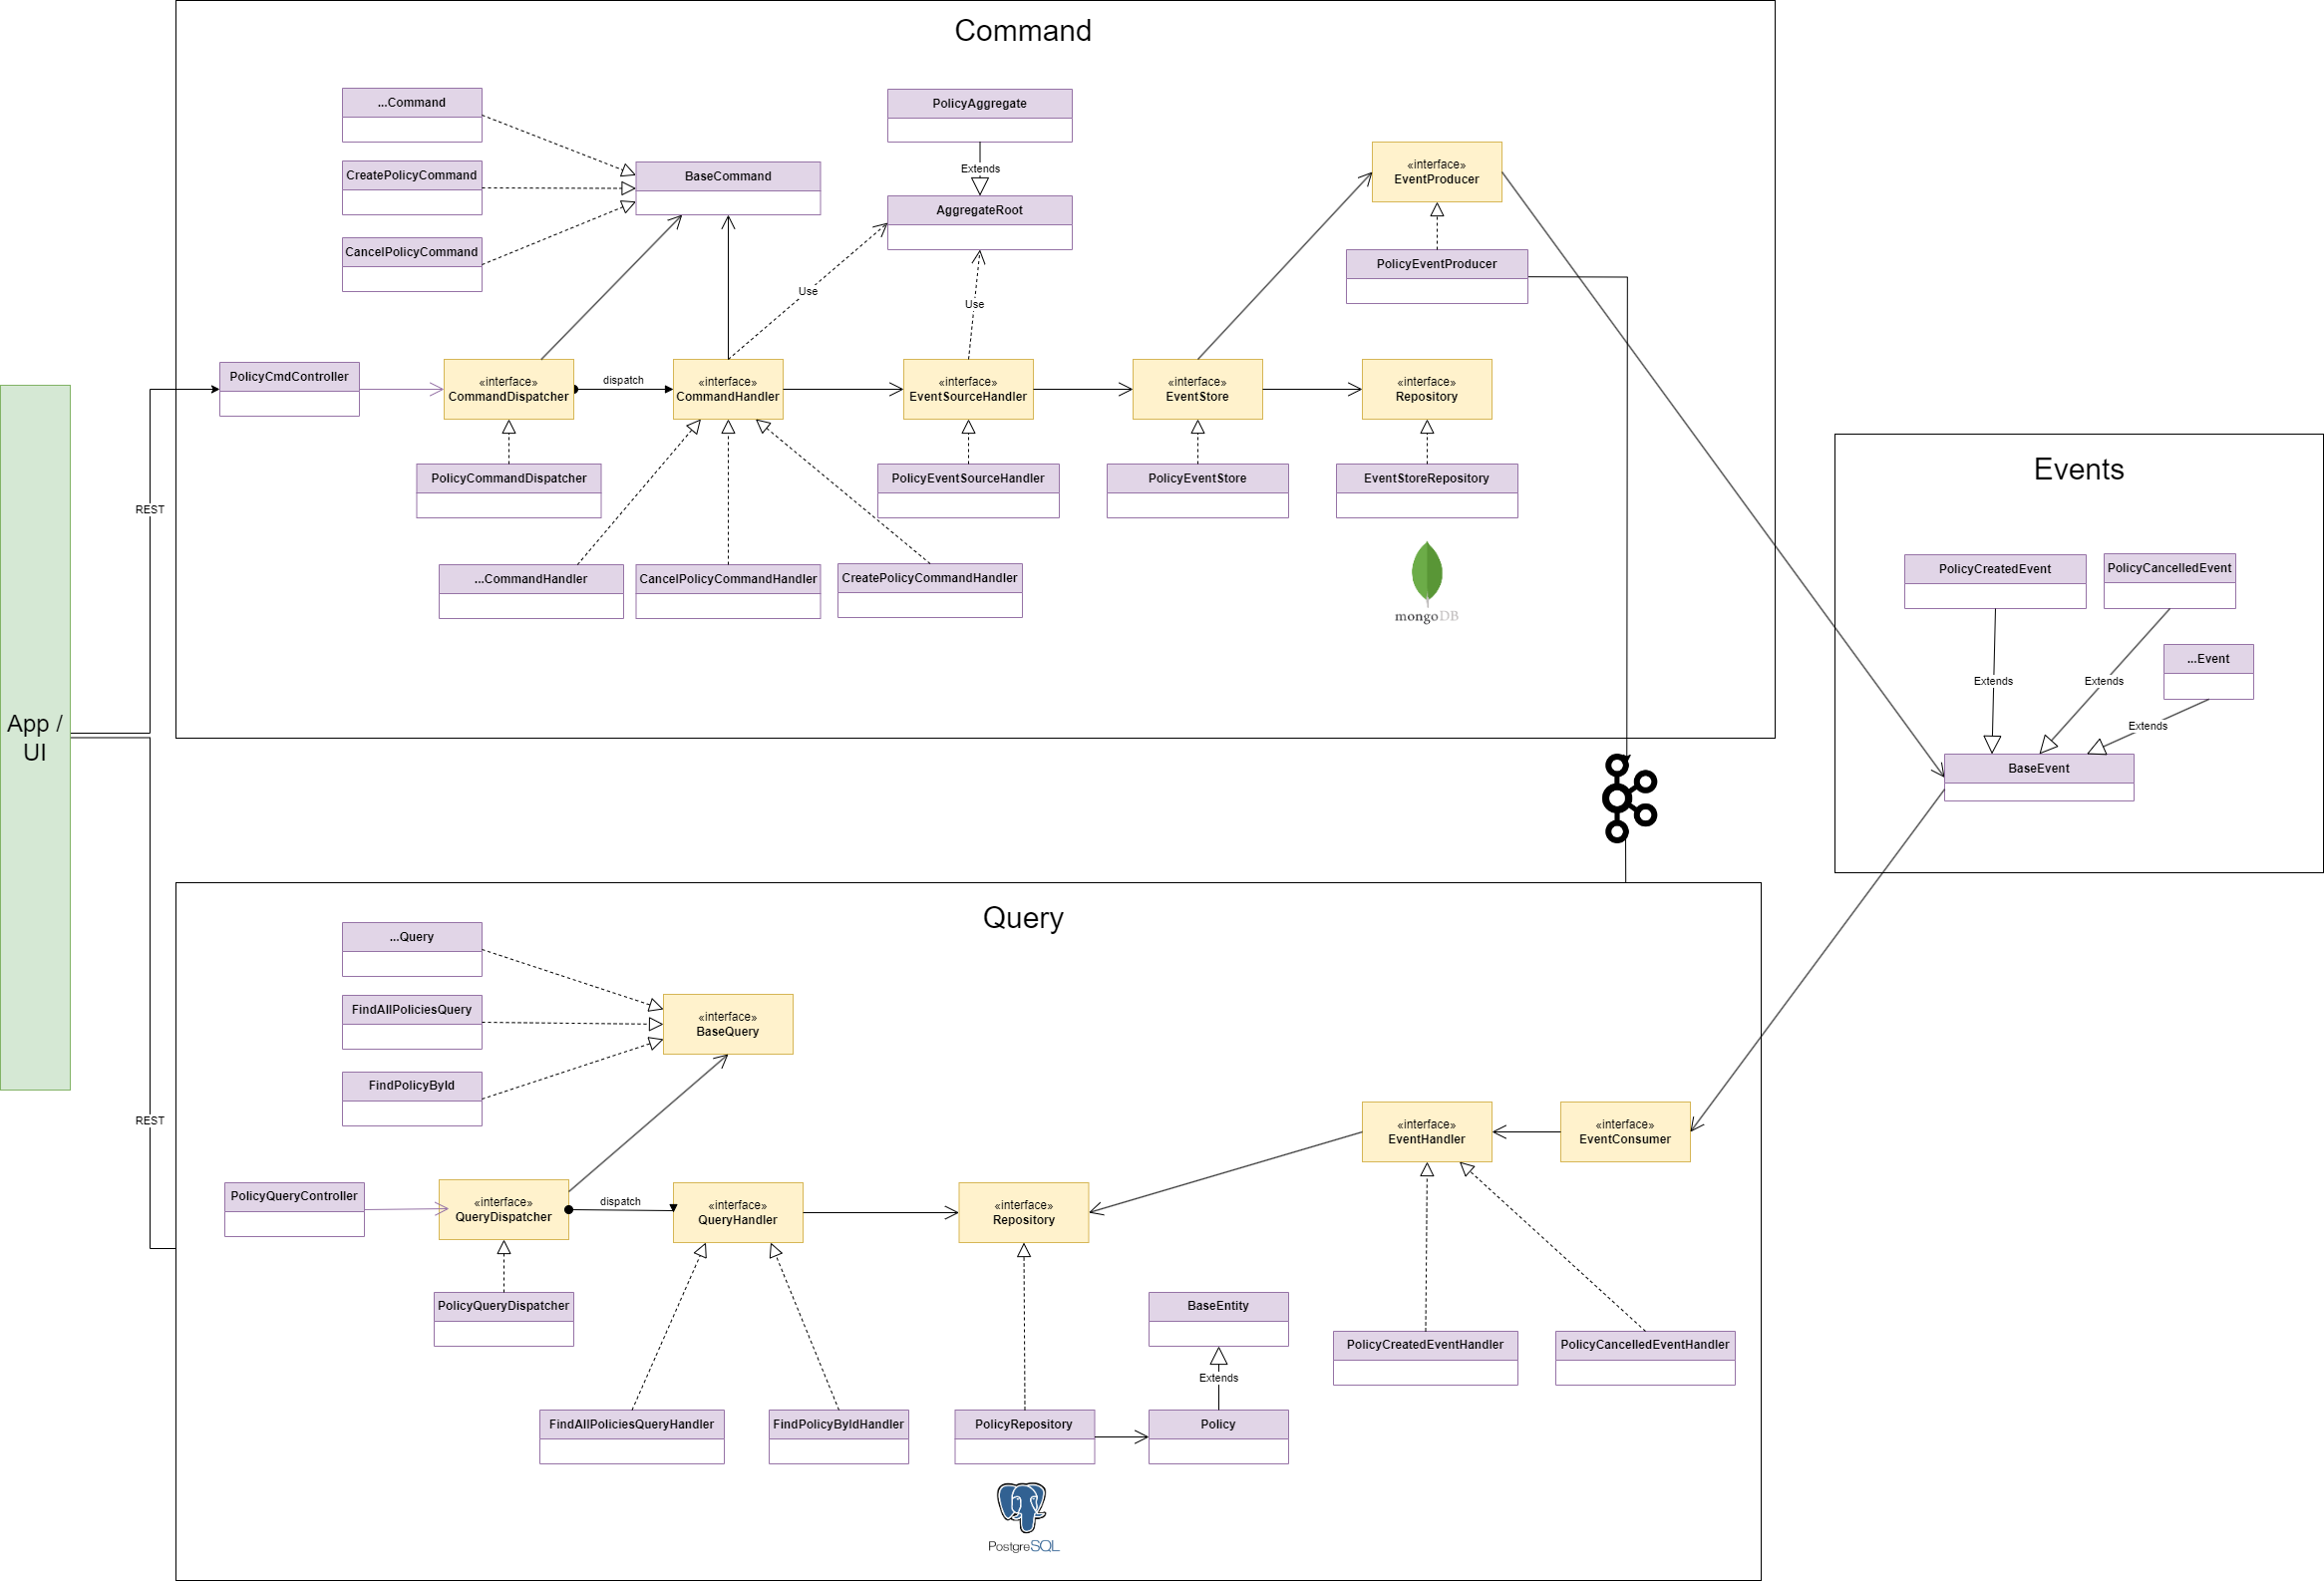 Command
...Command
PolicyAggregate
«interface»
EventProducer
CreatePolicyCommand
BaseCommand
Extends
AggregateRoot
CancelPolicyCommand
PolicyEventProducer
Use
Use
PolicyCmdController
«interface»
CommandDispatcher
dispatch
«interface»
CommandHandler
«interface»
EventSourceHandler
«interface»
EventStore
«interface»
Repository
PolicyCommandDispatcher
PolicyEventSourceHandler
PolicyEventStore
EventStoreRepository
REST
...CommandHandler
CancelPolicyCommandHandler
CreatePolicyCommandHandler
mongoDB
App /
UI
Events
PolicyCreatedEvent
PolicyCancelledEvent
...Event
Extends
Extends
Extends
BaseEvent
Query
...Query
FindAllPoliciesQuery
«interface»
BaseQuery
FindPolicyById
REST
«interface»
EventHandler
«interface»
EventConsumer
PolicyQueryController
«interface»
QueryDispatcher
dispatch
«interface»
QueryHandler
«interface»
Repository
PolicyQueryDispatcher
BaseEntity
PolicyCreatedEventHandler
PolicyCancelledEventHandler
Extends
FindAllPoliciesQueryHandler
FindPolicyByIdHandler
PolicyRepository
Policy
PostgreSQL